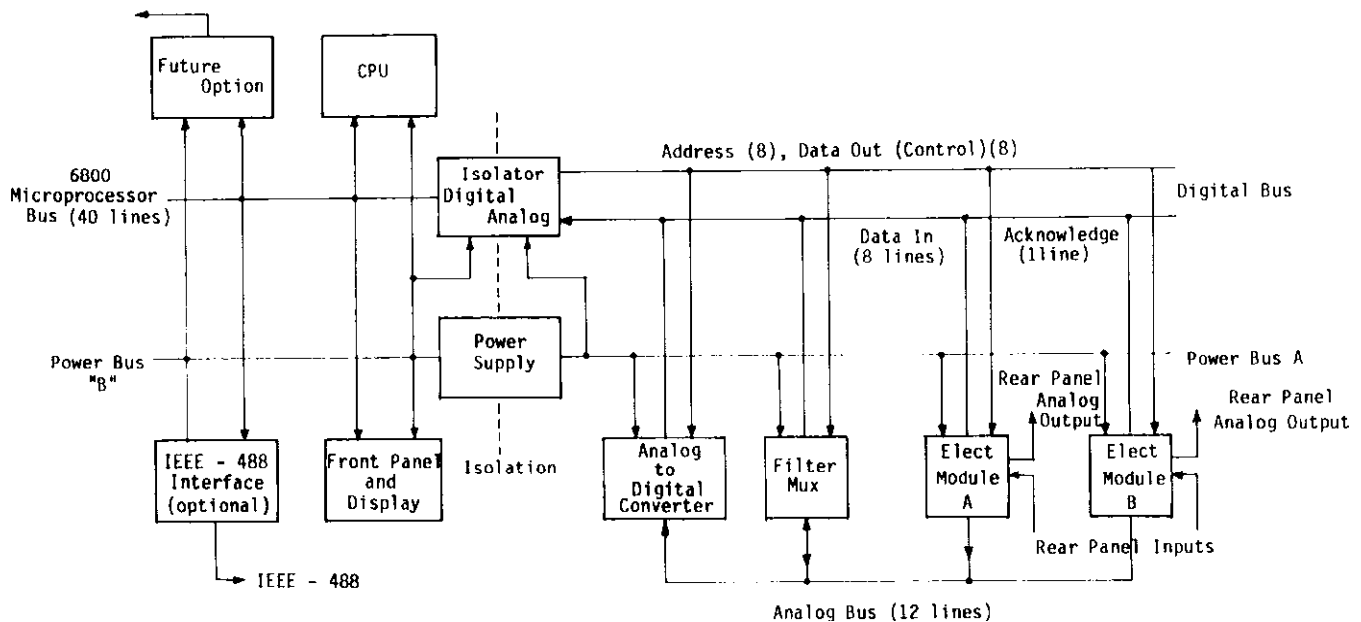 Future
Option
CPU
6800
Microprocessor
Bus (40 lines)
Isolator
Digital
Analog
Address (8), Data Out (Control)(8)
Digital Bus
Data In
(8 lines)
Acknowledge
(1line)
Power Bus
"B"
Power
Supply
Power Bus A
Rear Panel
Analog
Output
Rear Panel
Analog Output
IEEE - 488
Interface
(optional)
Front Panel
and
Display
Isolation
Analog
to
Digital
Converter
Filter
Mux
Elect
Module
A
Elect
Module
B
Rear Panel Inputs
IEEE - 488
Analog Bus (12 lines)